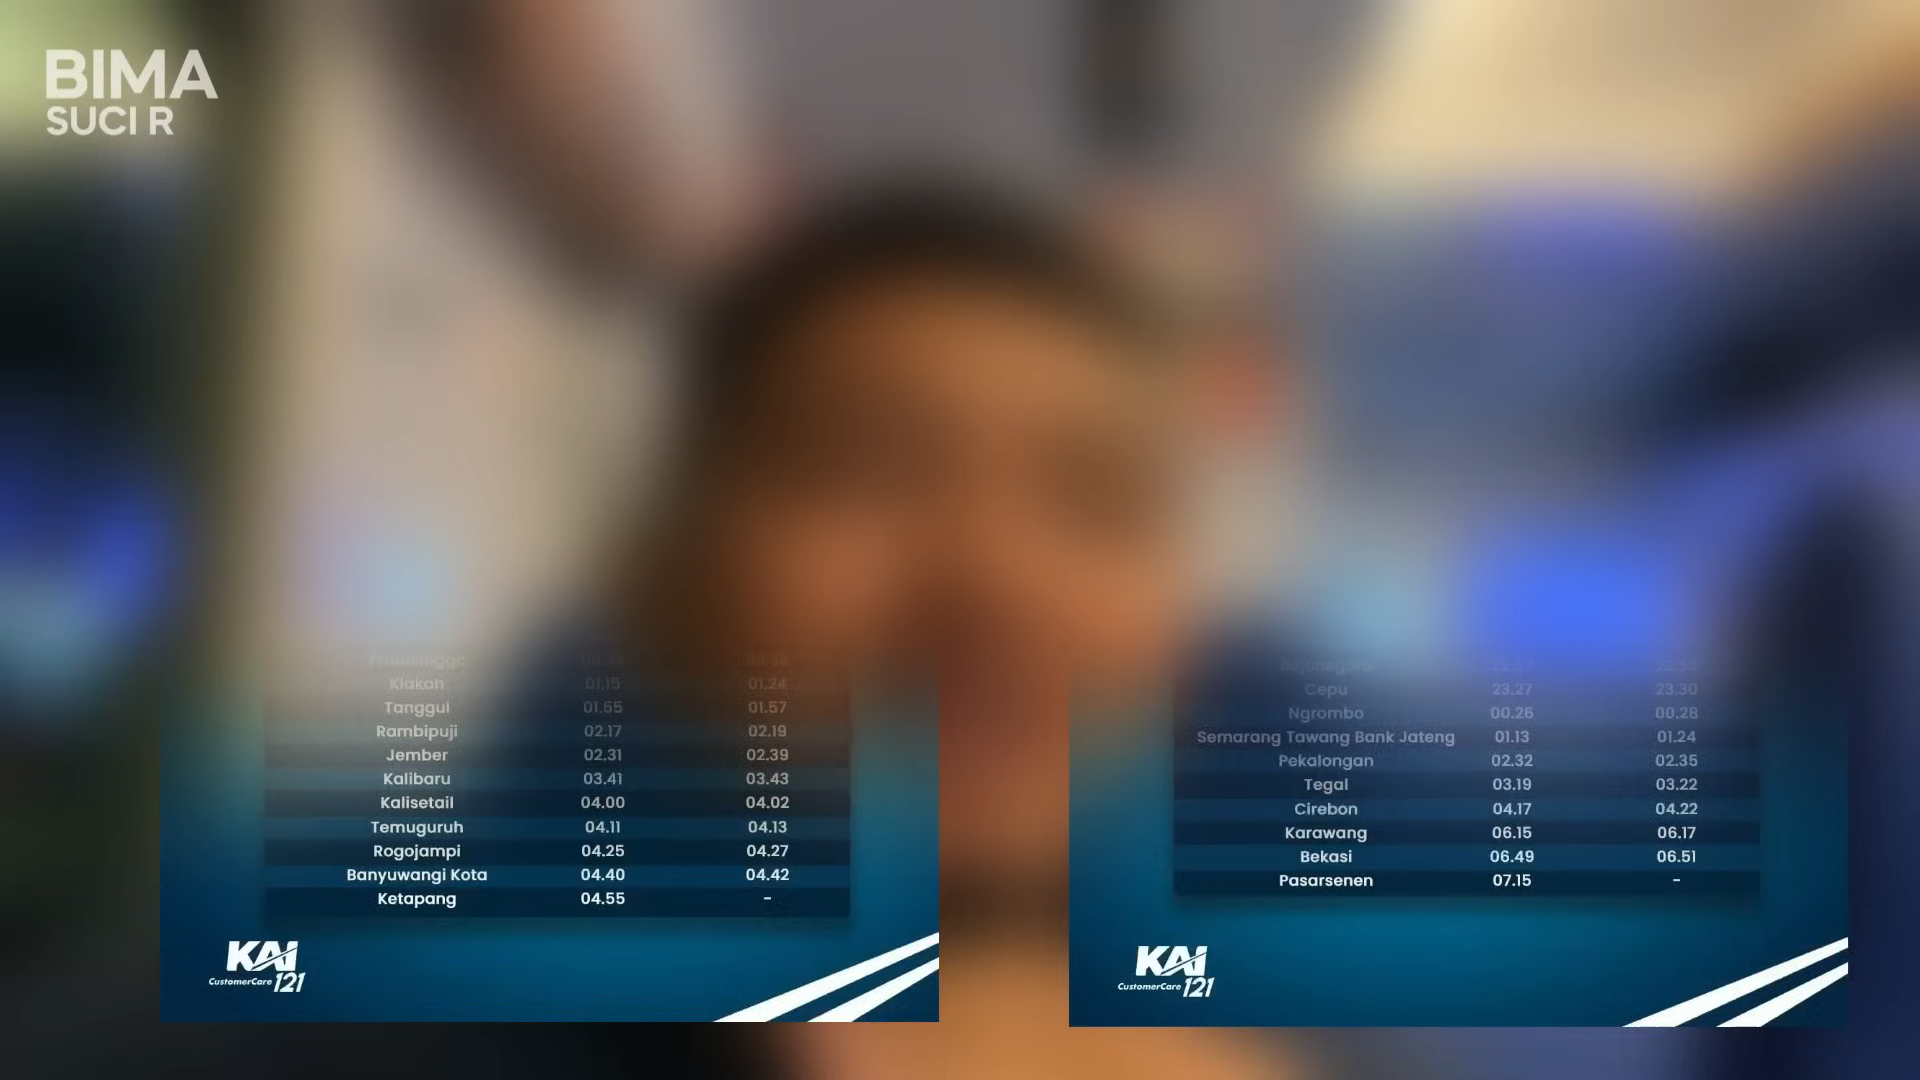 BIMA
SUCI R
Klakah 01.15 01.24
Tanggul 01.55 01.57
Rambipuji 02.17 02.19
Jember 02.31 02.39
Kalibaru 03.41 03.43
Kalisetail 04.00 04.02
Temuguruh 04.11 04.13
Rogojampi 04.25 04.27
Banyuwangi Kota 04.40 04.42
Ketapang 04.55 -
KAI
CustomerCare 121
Cepu 23.27 23.30
Ngrombo 00.26 00.28
Semarang Tawang Bank Jateng 01.13 01.24
Pekalongan 02.32 02.35
Tegal 03.19 03.22
Cirebon 04.17 04.22
Karawang 06.15 06.17
Bekasi 06.49 06.51
Pasarsenen 07.15 -
KAI
CustomerCare 121